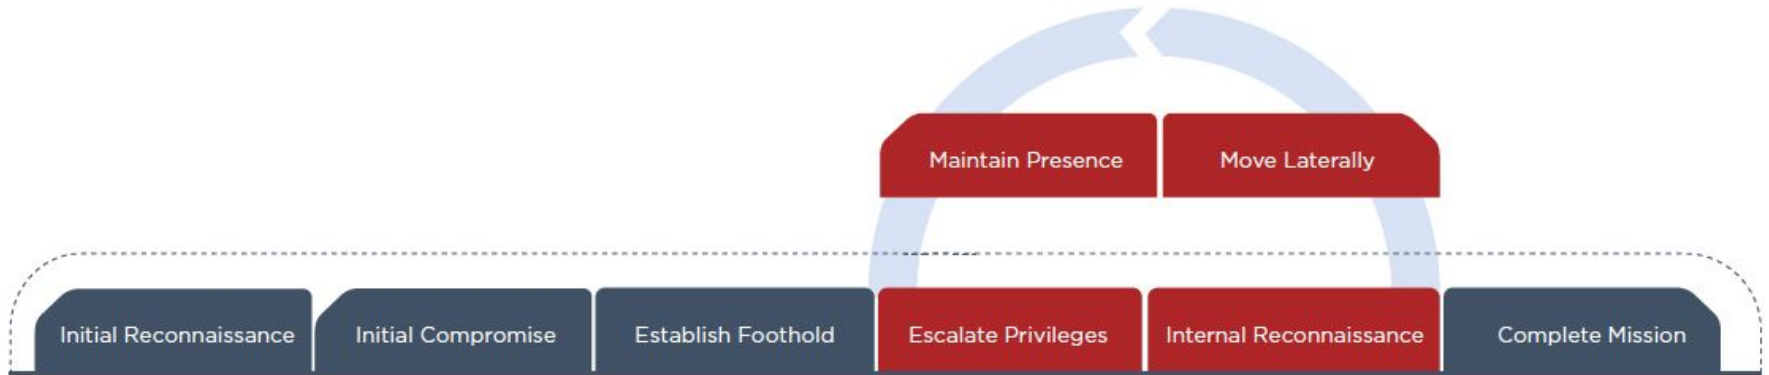 Maintain Presence
Move Laterally
Initial Reconnaissance
Initial Compromise
Establish Foothold
Escalate Privileges
Internal Reconnaissance
Complete Mission